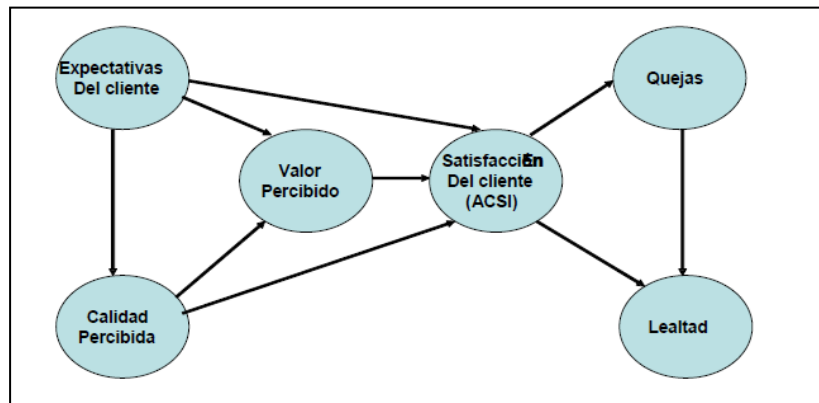 Expectativas
Del cliente
Quejas
Valor
Percibido
Satisfacción
Del cliente
(ACSI)
Calidad
Percibida
Lealtad